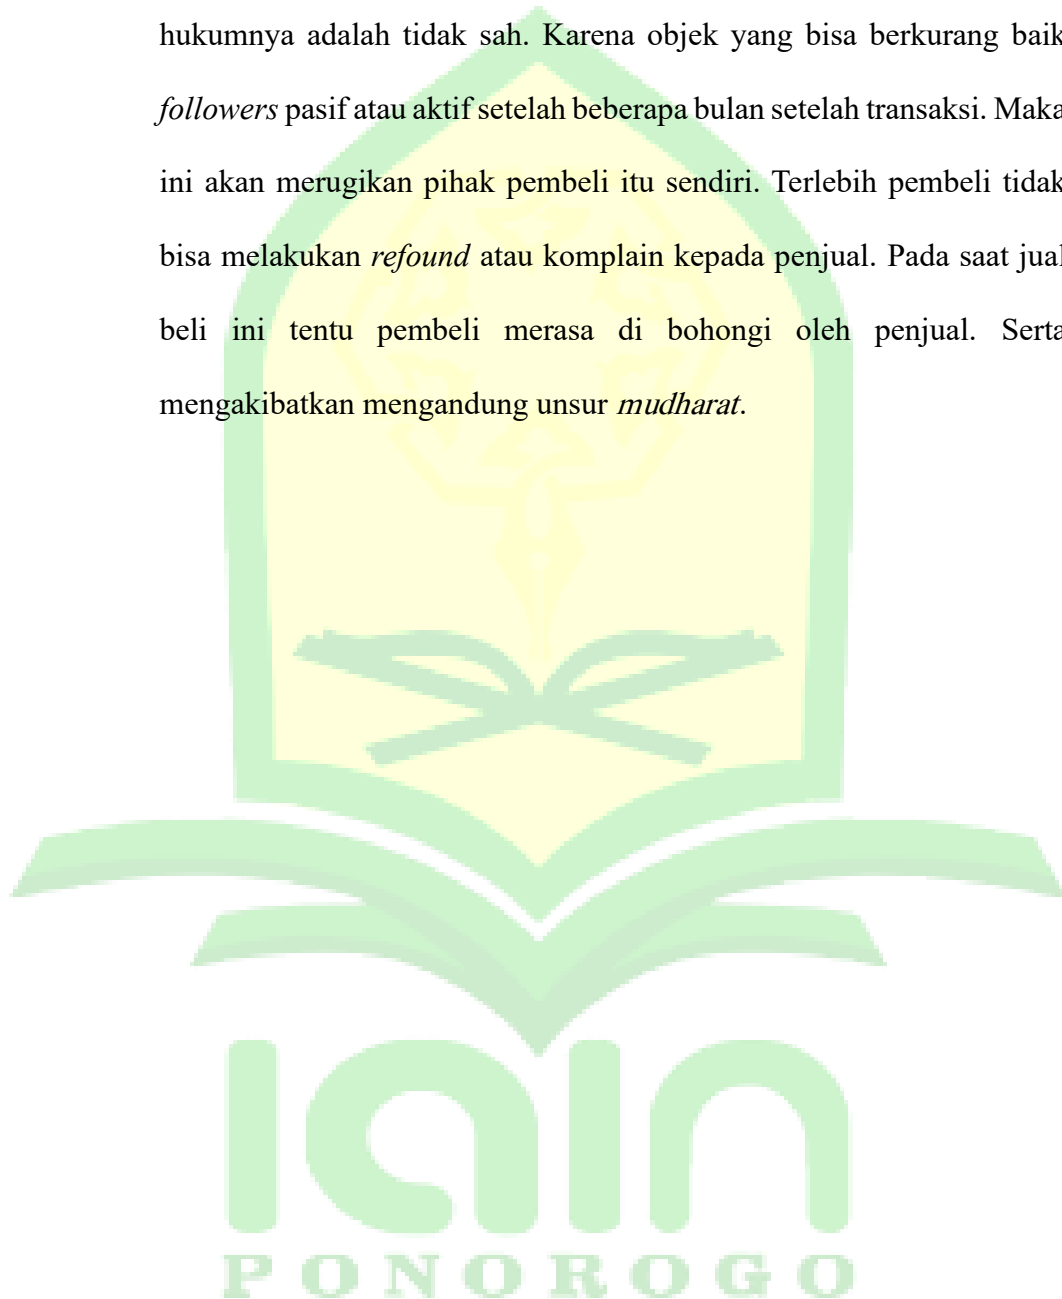 hukumnya adalah tidak sah. Karena objek yang bisa berkurang baik
followers pasif atau aktif setelah beberapa bulan setelah transaksi. Maka
ini akan merugikan pihak pembeli itu sendiri. Terlebih pembeli tidak
bisa melakukan refound atau komplain kepada penjual. Pada saat jual
beli ini tentu pembeli merasa di bohongi oleh penjual. Serta
mengakibatkan mengandung unsur mudharat.
iain
PONOROGO